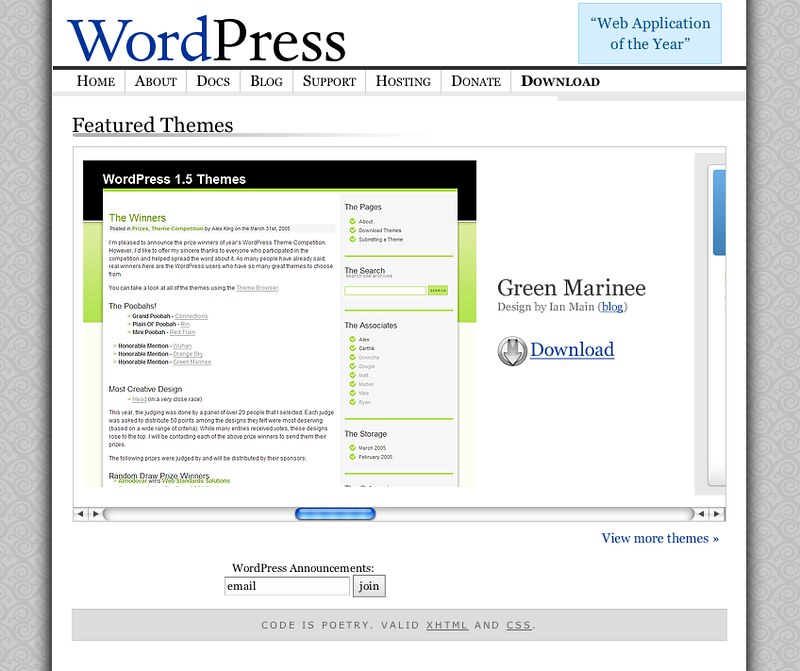 WordPress
“Web Application
of the Year”
Home
About
Docs
Blog
Support
Hosting
Donate
Download
Featured Themes
WordPress 1.5 Themes
The Winners
Posted in Prizes, Theme Competition by Alex King on the March 31st, 2005
I'm pleased to announce the prize winners of year's WordPress Theme Competition.
However, I'd like to offer my sincere thanks to everyone who participated in the
competition and helped spread the word about it. As many people have already said,
real winners here are the WordPress users who have so many great themes to choose
from.
You can take a look at all of the themes using the Theme Browser.
The Poobahs!
» Grand Poobah - Connections
» Plain Ol' Poobah - Rin
» Mini Poobah - Red Train
» Honorable Mention - Wuhan
» Honorable Mention - Orange Sky
» Honorable Mention - Green Marinee
Most Creative Design
» Head (in a very close race)
This year, the judging was done by a panel of over 20 people that I selected. Each judge
was asked to distribute 50 points among the designs they felt were most deserving
(based on a wide range of criteria). While many entries received votes, these designs
rose to the top. I will be contacting each of the above prize winners to send them their
prizes.
The following prizes were judged by and will be distributed by their sponsors:
Random Draw Prize Winners
» Almodovar wins Web Standards Solutions
The Pages
About
Download Themes
Submitting a Theme
The Search
search site archives
SEARCH
The Associates
Alex
Carthik
Donncha
Dougal
Matt
Michel
Mike
Ryan
The Storage
March 2005
February 2005
Green Marinee
Design by Ian Main (blog)
Download
View more themes »
WordPress Announcements:
email
join
CODE IS POETRY. VALID XHTML AND CSS.